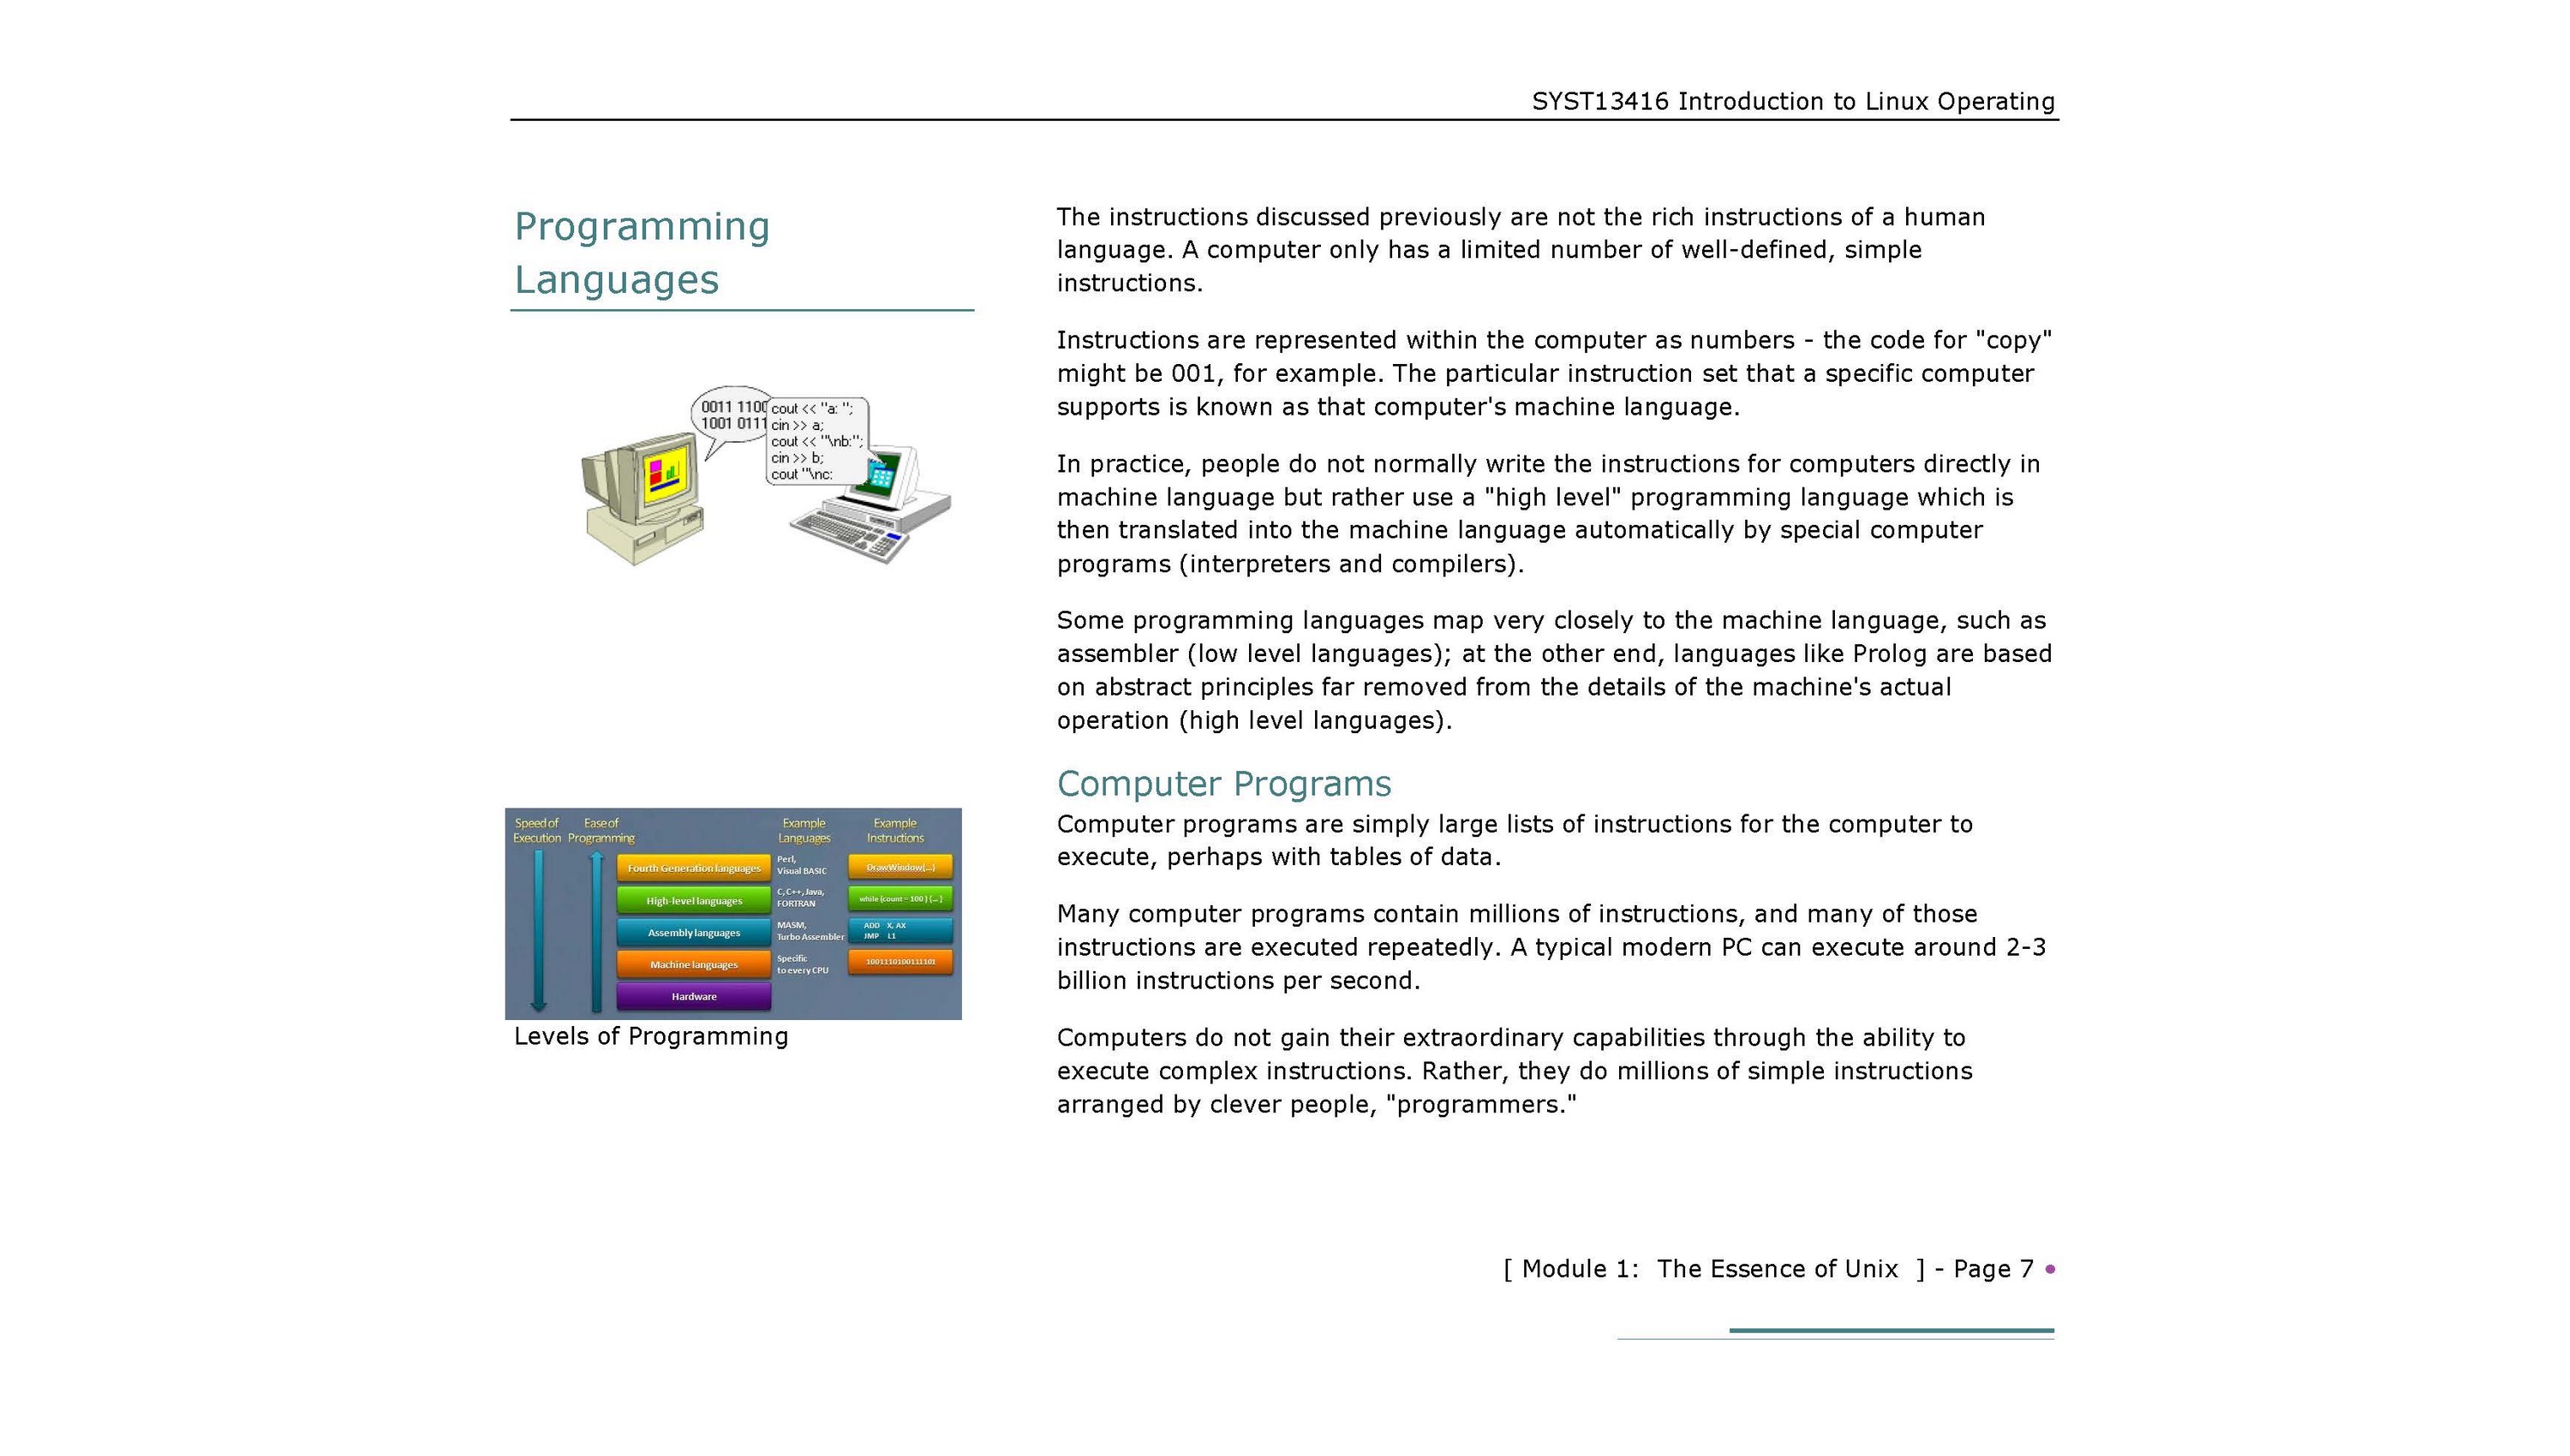 SYST13416 Introduction to Linux Operating
Programming
Languages
0011 1100
1001 0111
cout << "a: ";
cin >> a;
cout << "\nb:";
cin >> b;
cout "\nc:
The instructions discussed previously are not the rich instructions of a human
language. A computer only has a limited number of well-defined, simple
instructions.
Instructions are represented within the computer as numbers - the code for "copy"
might be 001, for example. The particular instruction set that a specific computer
supports is known as that computer's machine language.
In practice, people do not normally write the instructions for computers directly in
machine language but rather use a "high level" programming language which is
then translated into the machine language automatically by special computer
programs (interpreters and compilers).
Some programming languages map very closely to the machine language, such as
assembler (low level languages); at the other end, languages like Prolog are based
on abstract principles far removed from the details of the machine's actual
operation (high level languages).
Speed of
Execution
Ease of
Programming
Example
Languages
Example
Instructions
Fourth Generation languages
Perl,
Visual BASIC
DrawWindow(...)
High-level languages
C, C++, Java,
FORTRAN
while (count = 100 ) {... }
Assembly languages
MASM,
Turbo Assembler
ADD X, AX
JMP L1
Machine languages
Specific
to every CPU
1001110100111101
Hardware
Levels of Programming
Computer Programs
Computer programs are simply large lists of instructions for the computer to
execute, perhaps with tables of data.
Many computer programs contain millions of instructions, and many of those
instructions are executed repeatedly. A typical modern PC can execute around 2-3
billion instructions per second.
Computers do not gain their extraordinary capabilities through the ability to
execute complex instructions. Rather, they do millions of simple instructions
arranged by clever people, "programmers."
[ Module 1: The Essence of Unix ] - Page 7 •